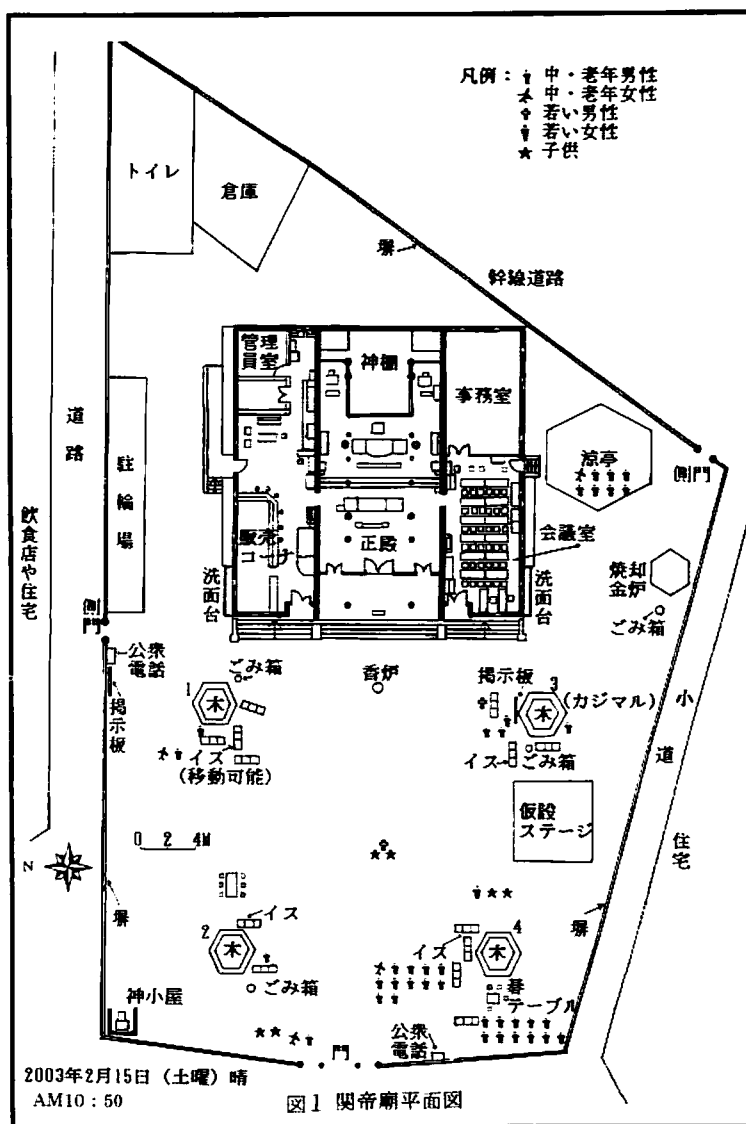 凡例：中・老年男性
中・老年女性
若い男性
若い女性
子供
トイレ
倉庫
塀
幹線道路
管理
員室
神棚
事務室
涼亭
側門
道路
駐輪場
飲食店や住宅
販売
コ
正殿
会議室
洗面台
洗面台
焼却
金炉
ごみ箱
側
門
公衆
電話
掲示板
ごみ箱
香炉
掲示板
1
木
3
木
(カジマル)
小道
イス
(移動可能)
イス
ごみ箱
仮設
ステージ
住宅
0 2 4M
N
塀
イス
2
木
ごみ箱
イス
4
木
塀
碁
テーブル
神小屋
門
公衆
電話
2003年2月15日（土曜）晴
AM10：50
図1 関帝廟平面図